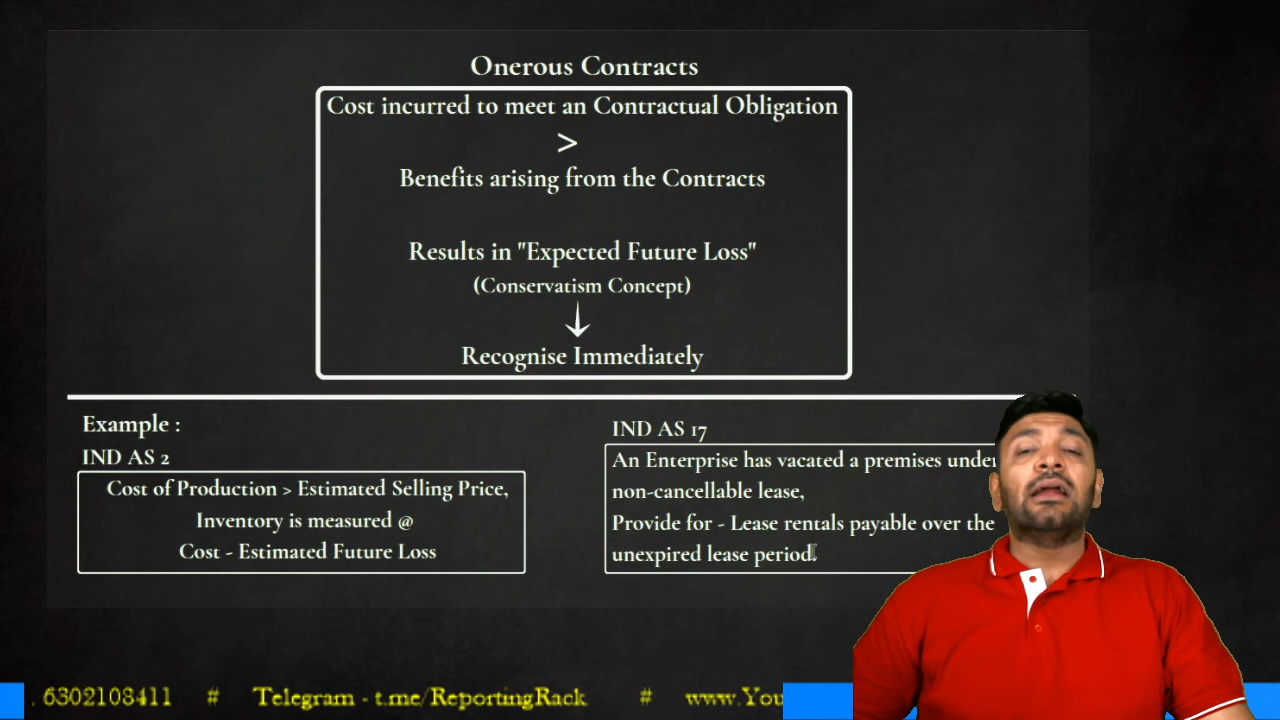 Onerous Contracts
Cost incurred to meet an Contractual Obligation
>
Benefits arising from the Contracts
Results in "Expected Future Loss"
(Conservatism Concept)
Recognise Immediately
Example :
IND AS 2
Cost of Production > Estimated Selling Price,
Inventory is measured @
Cost - Estimated Future Loss
IND AS 17
An Enterprise has vacated a premises under
non-cancellable lease,
Provide for - Lease rentals payable over the
unexpired lease period.
. 6302108411 # Telegram - t.me/ReportingRack # www.You